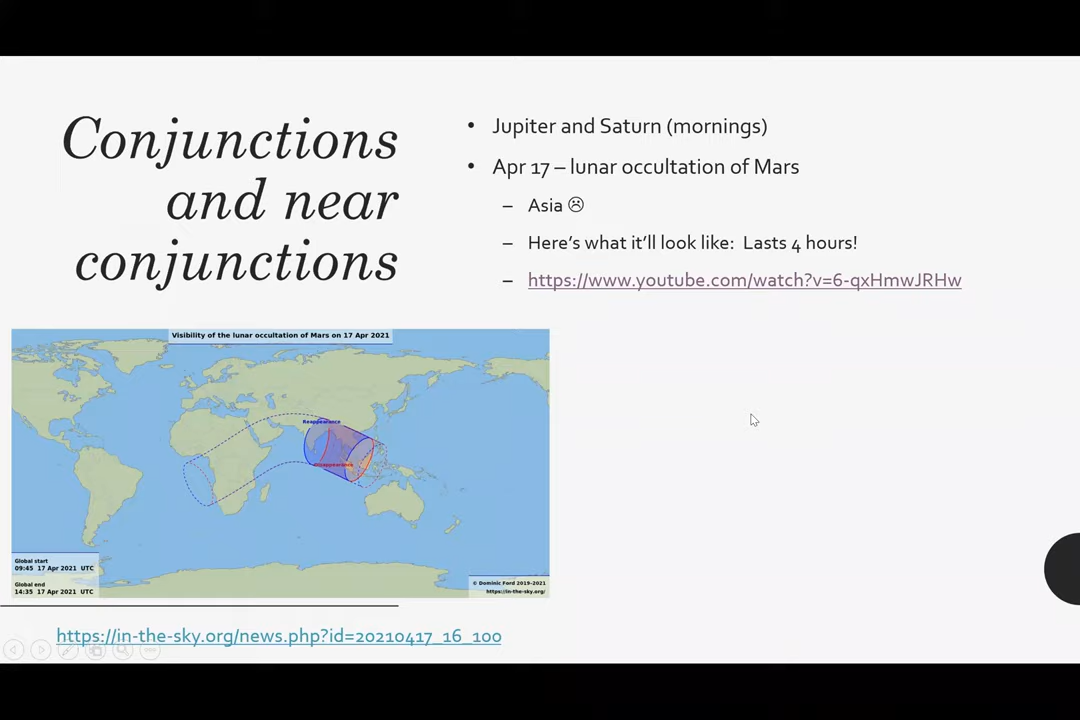 Conjunctions
and near
conjunctions
• Jupiter and Saturn (mornings)
• Apr 17 – lunar occultation of Mars
– Asia ☹
– Here's what it'll look like: Lasts 4 hours!
– https://www.youtube.com/watch?v=6-qxHmwJRHw
Visibility of the lunar occultation of Mars on 17 Apr 2021
Reappearance
Disappearance
Global start
09:45 17 Apr 2021 UTC
Global end
14:35 17 Apr 2021 UTC
© Dominic Ford 2019–2021
https://in-the-sky.org/
https://in-the-sky.org/news.php?id=20210417_16_100